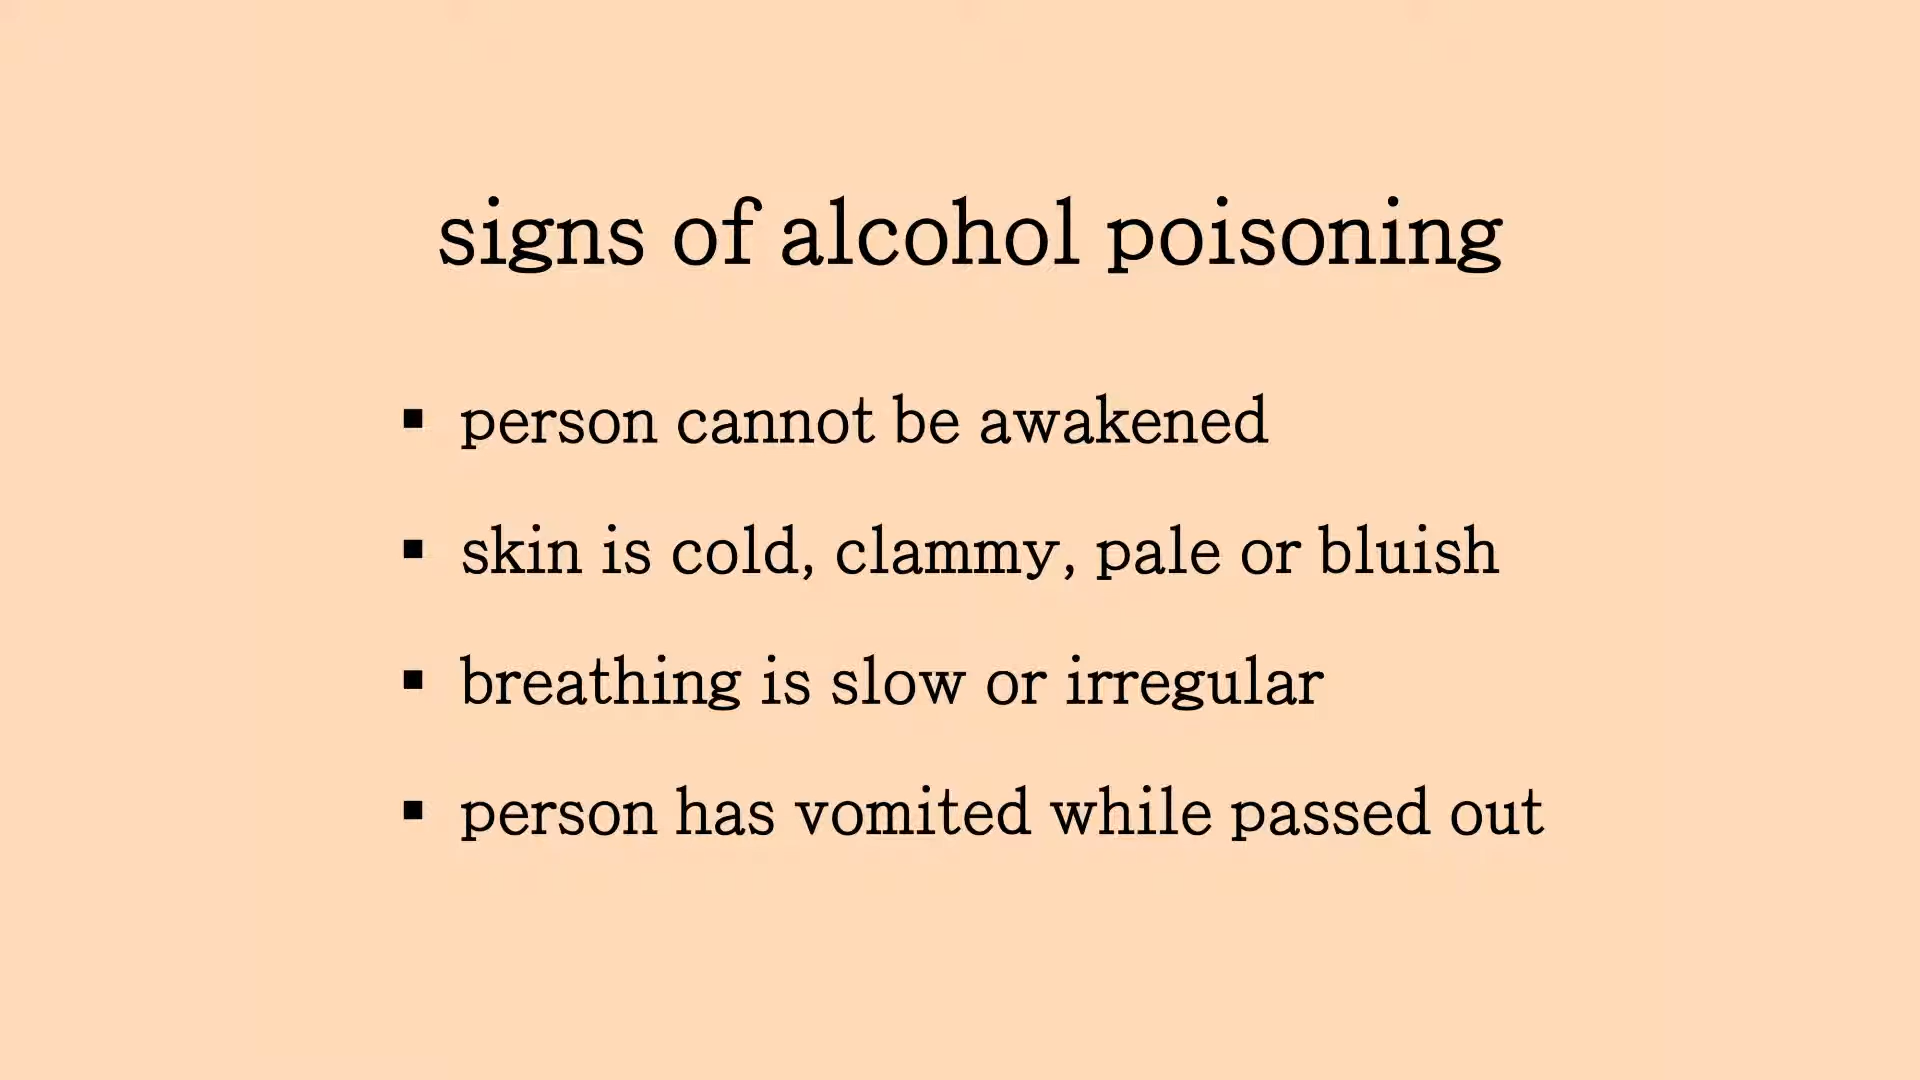 signs of alcohol poisoning
▪ person cannot be awakened
▪ skin is cold, clammy, pale or bluish
▪ breathing is slow or irregular
▪ person has vomited while passed out